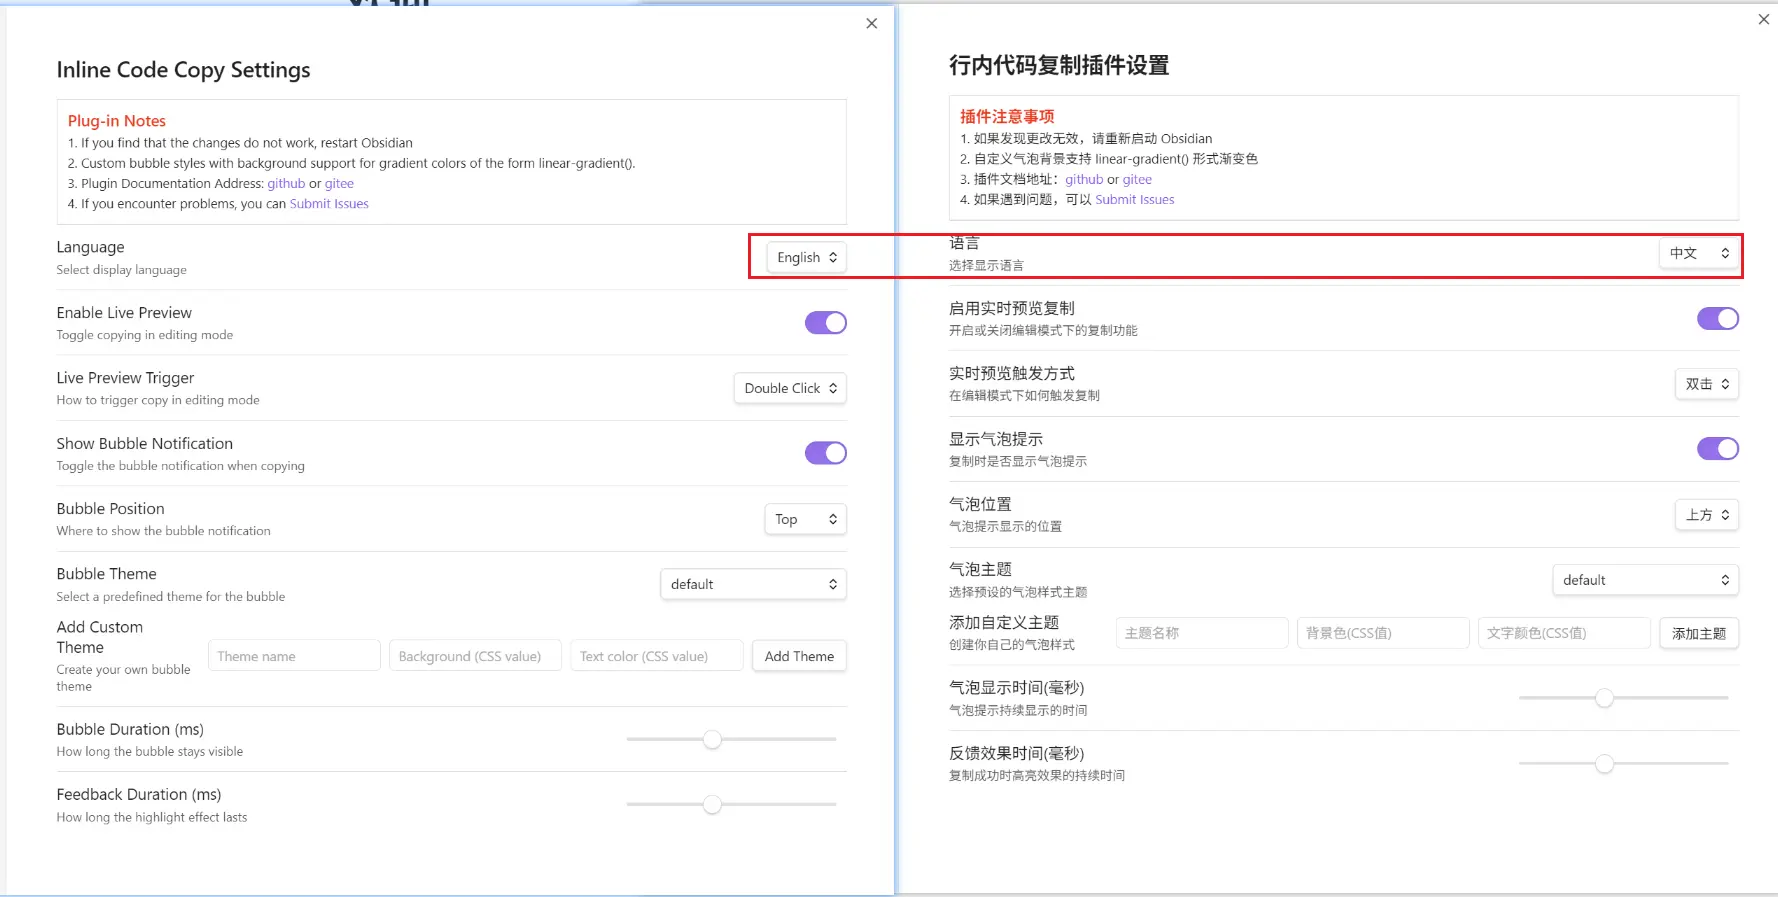 Inline Code Copy Settings
Plug-in Notes
1. If you find that the changes do not work, restart Obsidian
2. Custom bubble styles with background support for gradient colors of the form linear-gradient().
3. Plugin Documentation Address: github or gitee
4. If you encounter problems, you can Submit Issues
Language
Select display language
English
Enable Live Preview
Toggle copying in editing mode
Live Preview Trigger
How to trigger copy in editing mode
Double Click
Show Bubble Notification
Toggle the bubble notification when copying
Bubble Position
Where to show the bubble notification
Top
Bubble Theme
Select a predefined theme for the bubble
default
Add Custom
Theme
Create your own bubble
theme
Theme name
Background (CSS value)
Text color (CSS value)
Add Theme
Bubble Duration (ms)
How long the bubble stays visible
Feedback Duration (ms)
How long the highlight effect lasts
行内代码复制插件设置
插件注意事项
1. 如果发现更改无效，请重新启动 Obsidian
2. 自定义气泡背景支持 linear-gradient() 形式渐变色
3. 插件文档地址：github or gitee
4. 如果遇到问题，可以 Submit Issues
语言
选择显示语言
中文
启用实时预览复制
开启或关闭编辑模式下的复制功能
实时预览触发方式
在编辑模式下如何触发复制
双击
显示气泡提示
复制时是否显示气泡提示
气泡位置
气泡提示显示的位置
上方
气泡主题
选择预设的气泡样式主题
default
添加自定义主题
创建你自己的气泡样式
主题名称
背景色(CSS值)
文字颜色(CSS值)
添加主题
气泡显示时间(毫秒)
气泡提示持续显示的时间
反馈效果时间(毫秒)
复制成功时高亮效果的持续时间